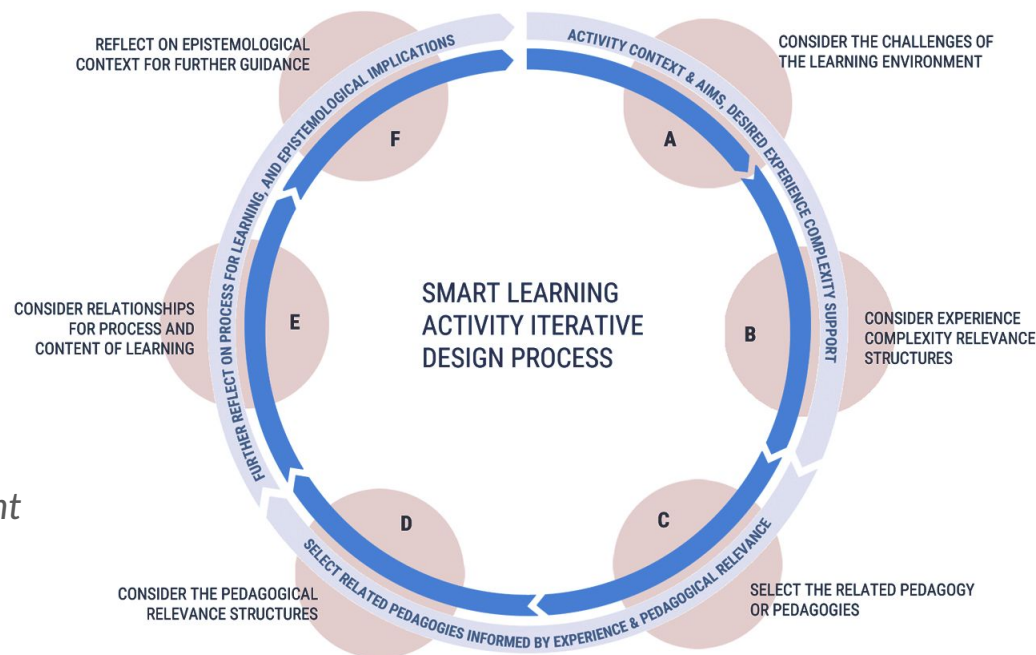 REFLECT ON EPISTEMOLOGICAL
CONTEXT FOR FURTHER GUIDANCE
CONSIDER THE CHALLENGES OF
THE LEARNING ENVIRONMENT
ACTIVITY CONTEXT & AIMS, DESIRED EXPERIENCE COMPLEXITY SUPPORT
FURTHER REFLECT ON PROCESS FOR LEARNING, AND EPISTEMOLOGICAL IMPLICATIONS
F
A
SMART LEARNING
ACTIVITY ITERATIVE
DESIGN PROCESS
CONSIDER RELATIONSHIPS
FOR PROCESS AND
CONTENT OF LEARNING
E
B
CONSIDER EXPERIENCE
COMPLEXITY RELEVANCE
STRUCTURES
nt
D
C
SELECT RELATED PEDAGOGIES INFORMED BY EXPERIENCE & PEDAGOGICAL RELEVANCE
CONSIDER THE PEDAGOGICAL
RELEVANCE STRUCTURES
SELECT THE RELATED PEDAGOGY
OR PEDAGOGIES